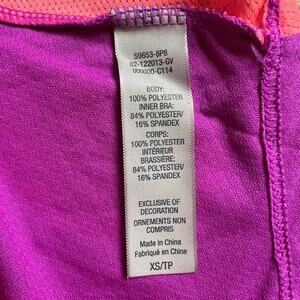 S9653-8P8
82-122013-GV
000000-C114
BODY:
100% POLYESTER
INNER BRA:
84% POLYESTER/
16% SPANDEX
CORPS:
100% POLYESTER
INTÉRIEUR
BRASSIÈRE:
84% POLYESTER/
16% SPANDEX
EXCLUSIVE OF
DECORATION
ORNEMENTS NON
COMPRIS
Made in China
Fabriqué en Chine
XS/TP